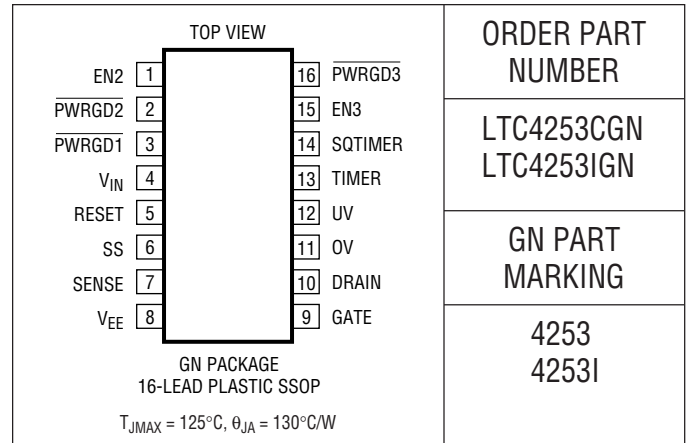 TOP VIEW
EN2 1
PWRGD2 2
PWRGD1 3
VIN 4
RESET 5
SS 6
SENSE 7
VEE 8
16 PWRGD3
15 EN3
14 SQTIMER
13 TIMER
12 UV
11 OV
10 DRAIN
9 GATE
GN PACKAGE
16-LEAD PLASTIC SSOP
TJMAX = 125°C, θJA = 130°C/W
ORDER PART
NUMBER
LTC4253CGN
LTC4253IGN
GN PART
MARKING
4253
4253I